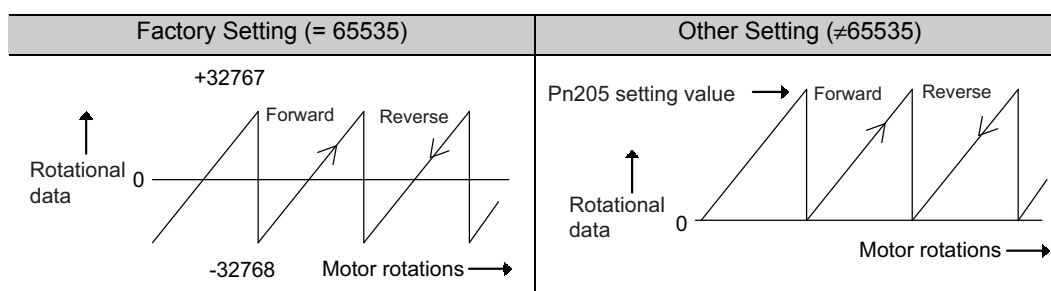 Factory Setting (= 65535)
Other Setting (≠65535)
+32767
Forward
Reverse
Rotational
data
0
-32768
Motor rotations
Pn205 setting value
Forward
Reverse
Rotational
data
0
Motor rotations